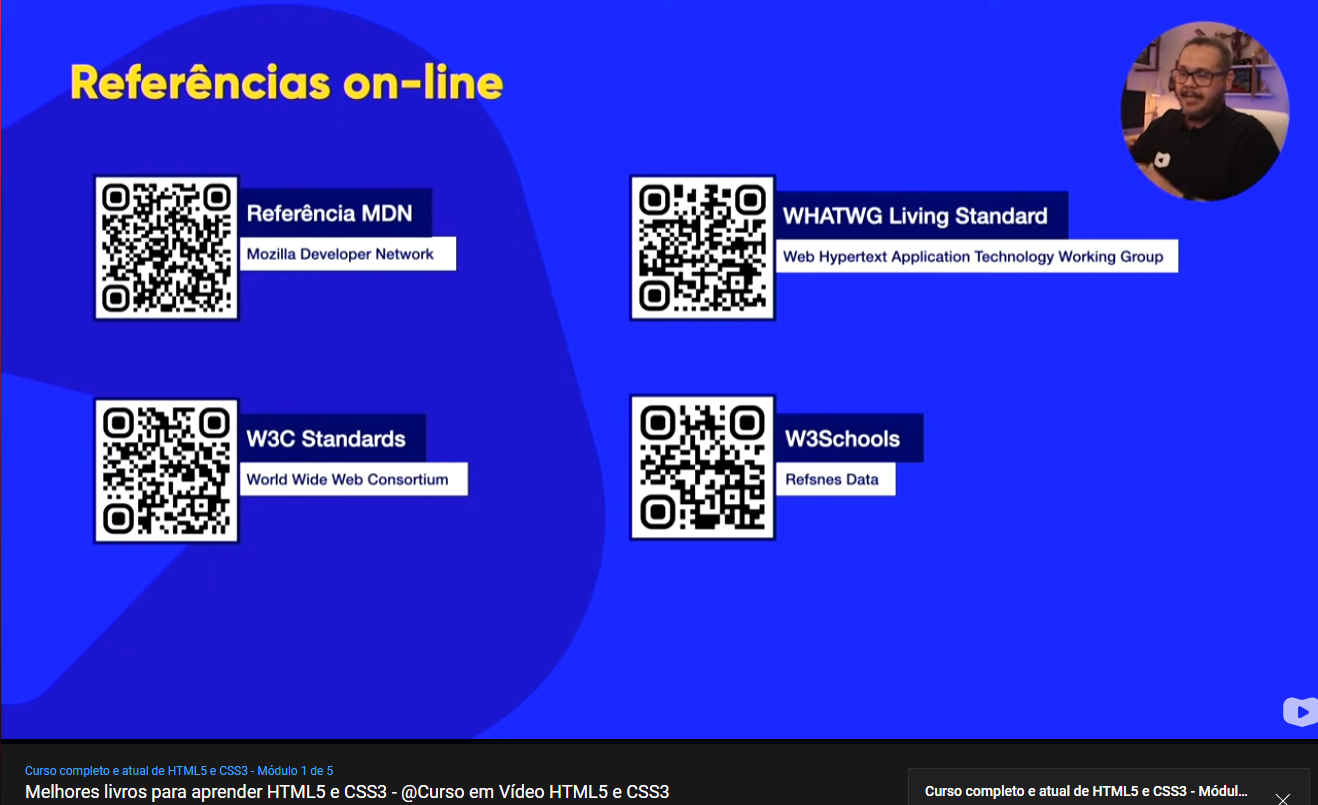 Referências on-line
Referência MDN
Mozilla Developer Network
WHATWG Living Standard
Web Hypertext Application Technology Working Group
W3C Standards
World Wide Web Consortium
W3Schools
Refsnes Data
Curso completo e atual de HTML5 e CSS3 - Módulo 1 de 5
Melhores livros para aprender HTML5 e CSS3 - @Curso em Vídeo HTML5 e CSS3
Curso completo e atual de HTML5 e CSS3 - Módul...